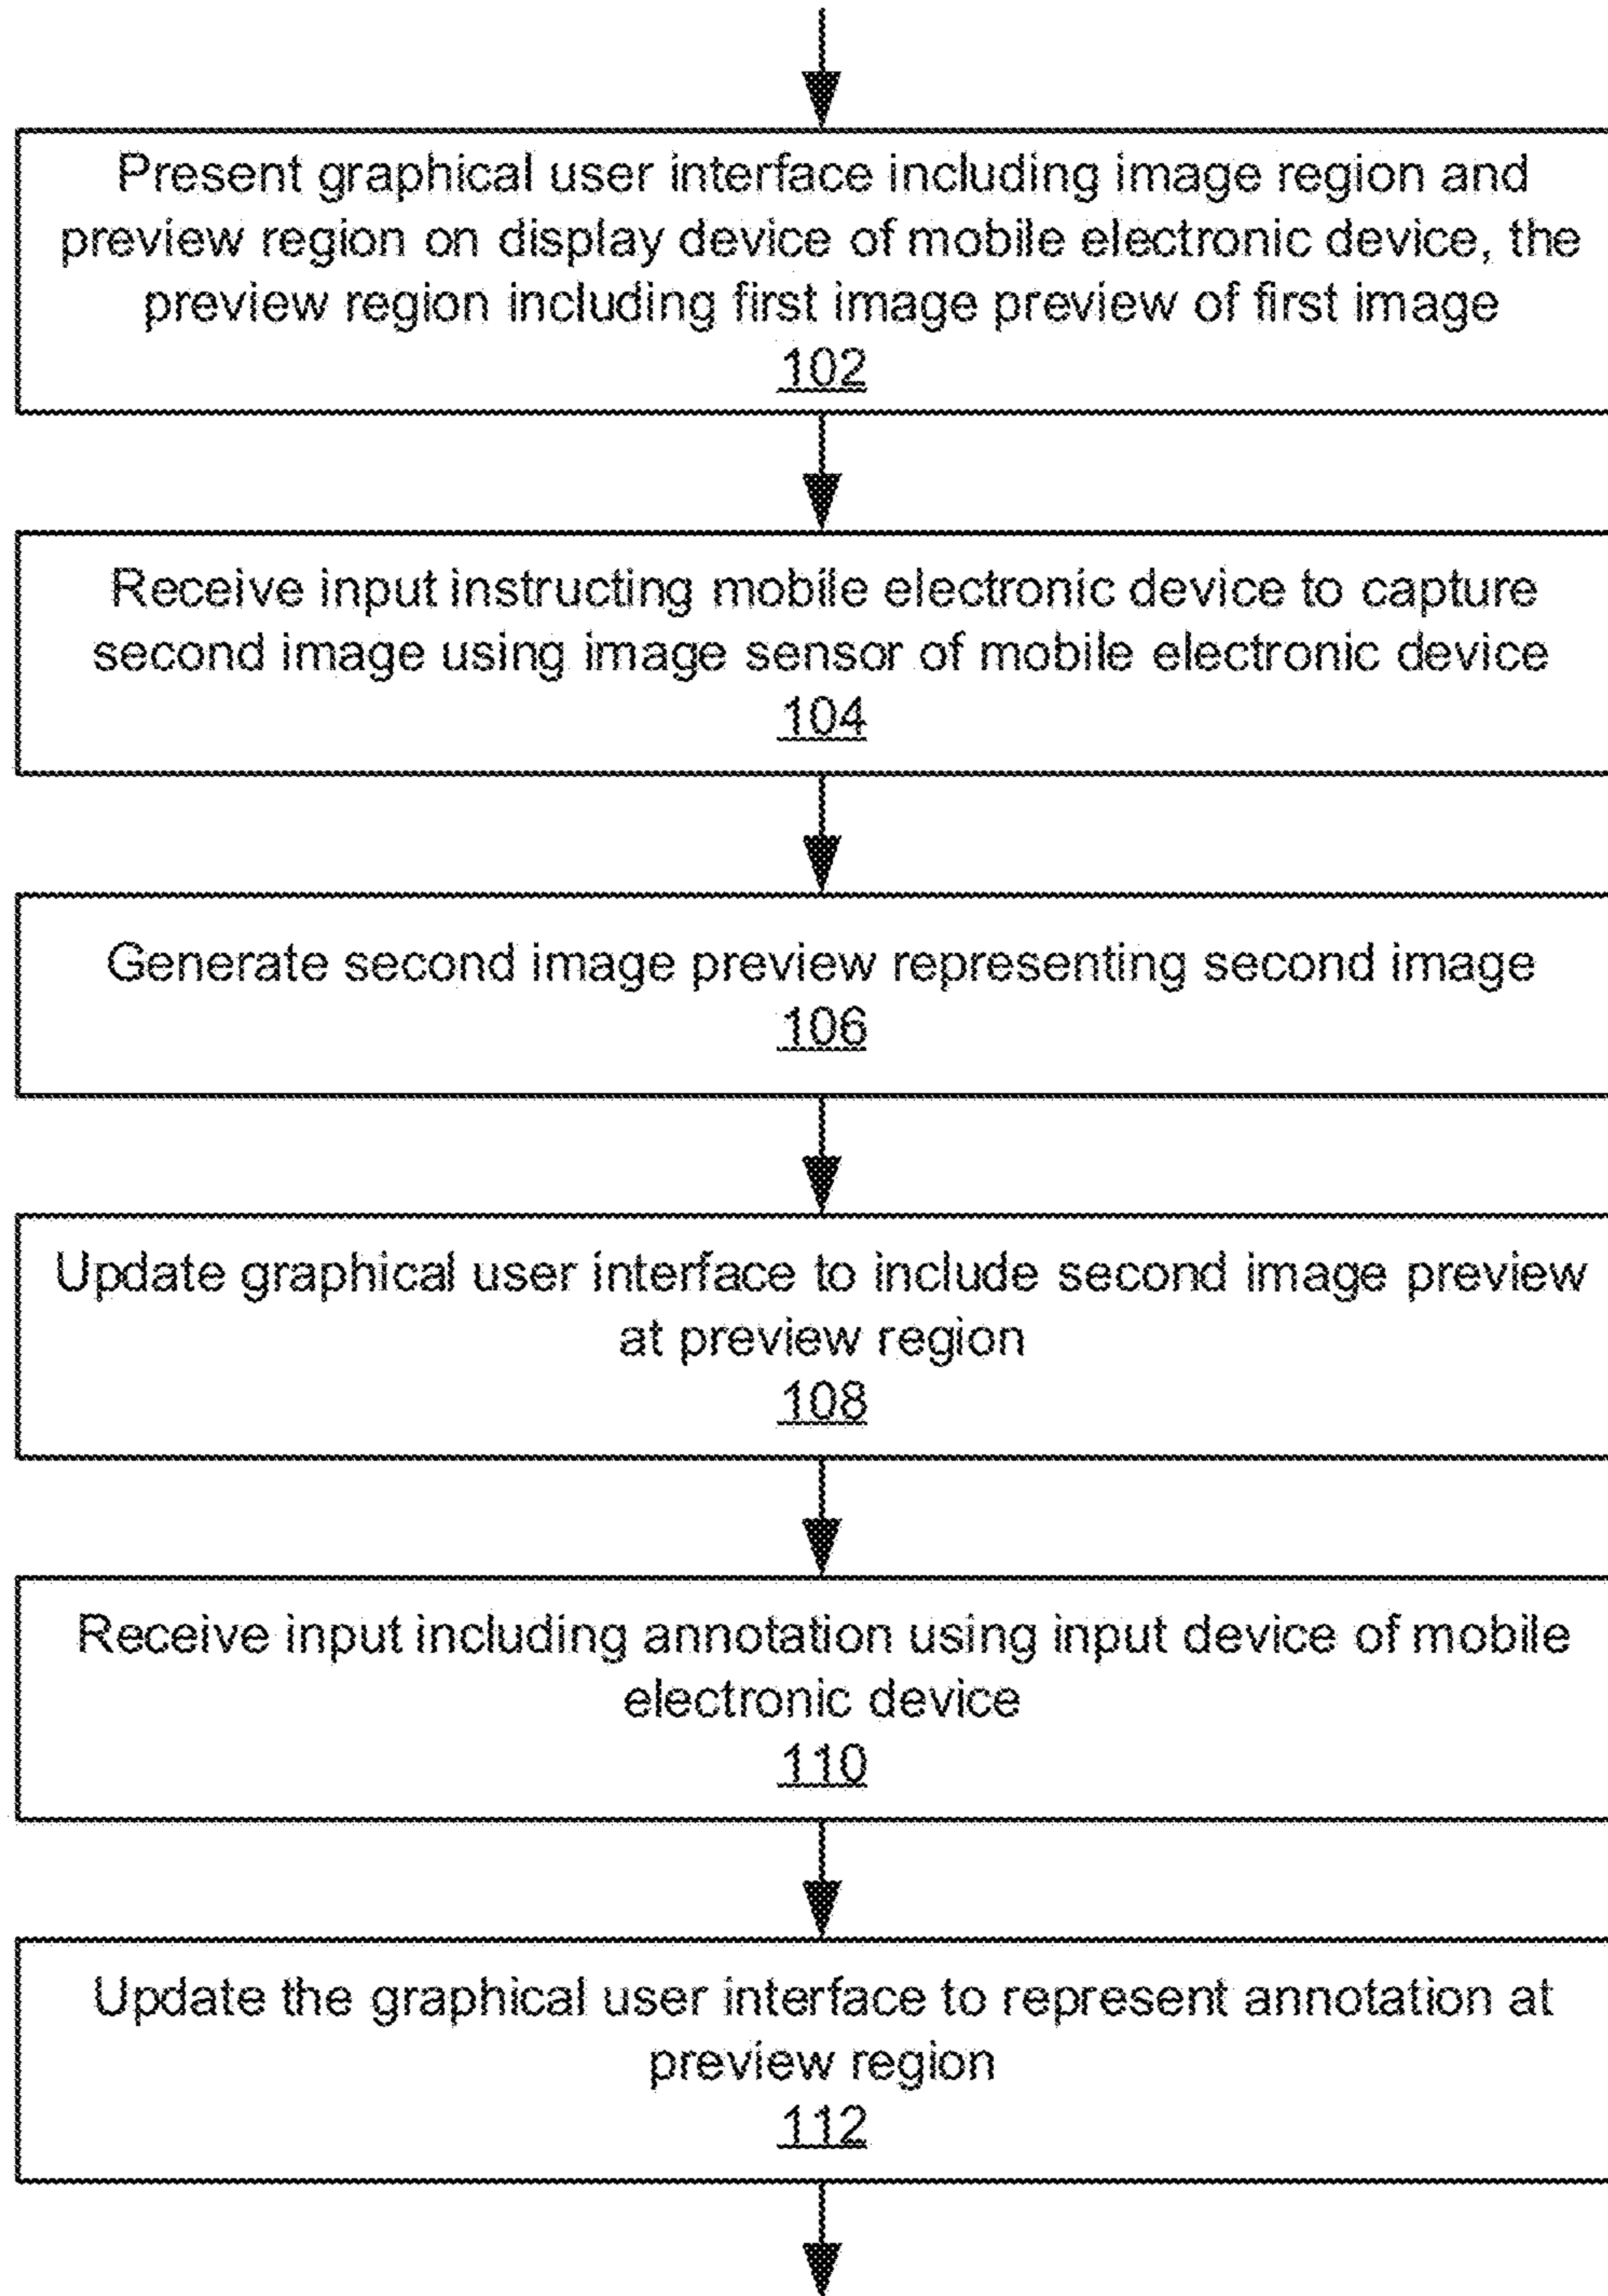 Present graphical user interface including image region and
preview region on display device of mobile electronic device, the
preview region including first image preview of first image
102
Receive input instructing mobile electronic device to capture
second image using image sensor of mobile electronic device
104
Generate second image preview representing second image
106
Update graphical user interface to include second image preview
at preview region
108
Receive input including annotation using input device of mobile
electronic device
110
Update the graphical user interface to represent annotation at
preview region
112